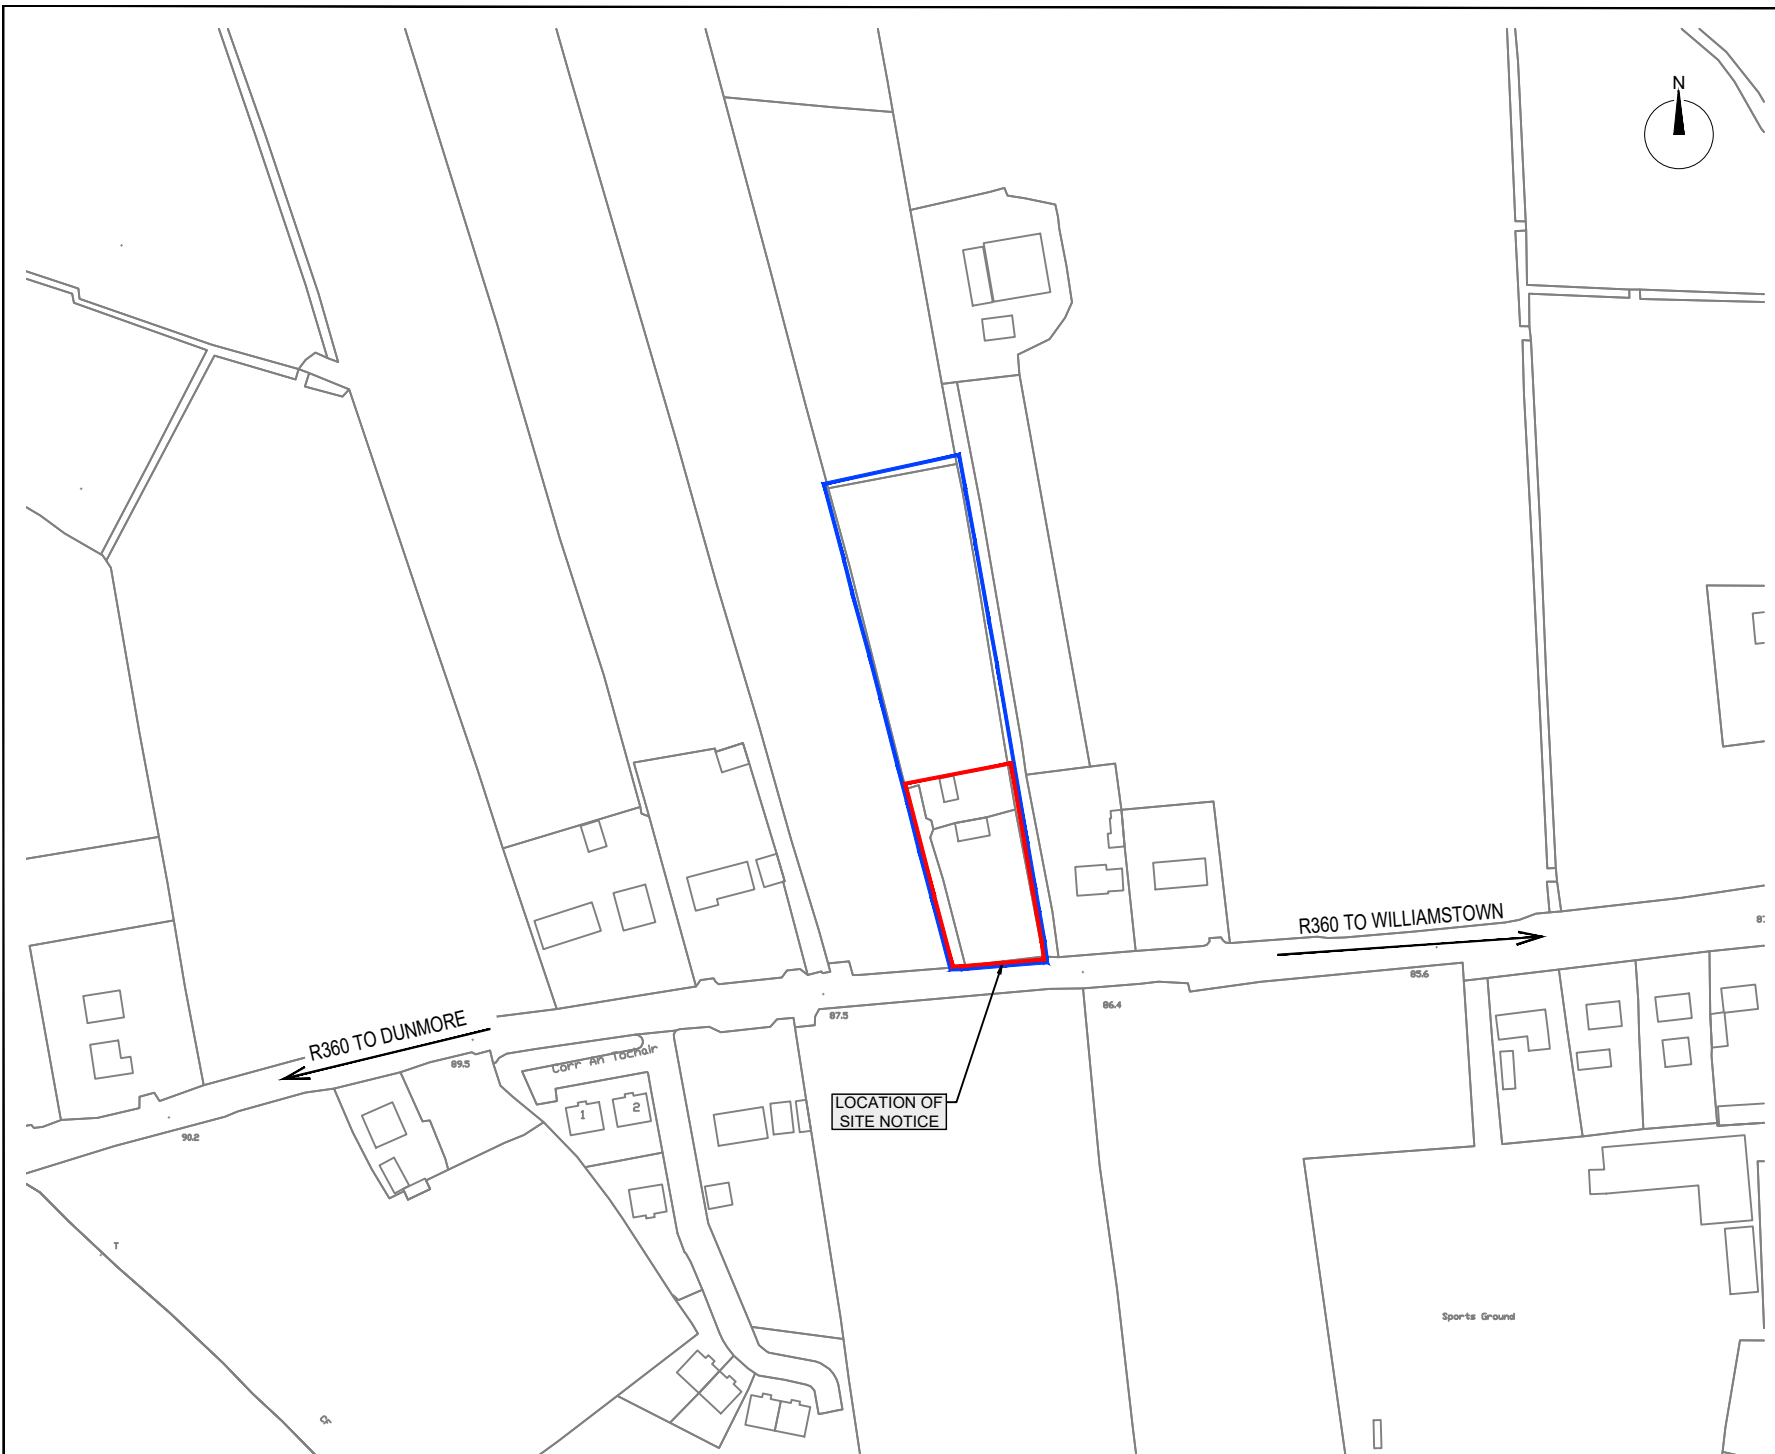 N
R360 TO WILLIAMSTOWN
87.5
86.4
85.6
R360 TO DUNMORE
89.5
Corr An Tochair
1
2
LOCATION OF
SITE NOTICE
90.2
T
Sports Ground
Ch